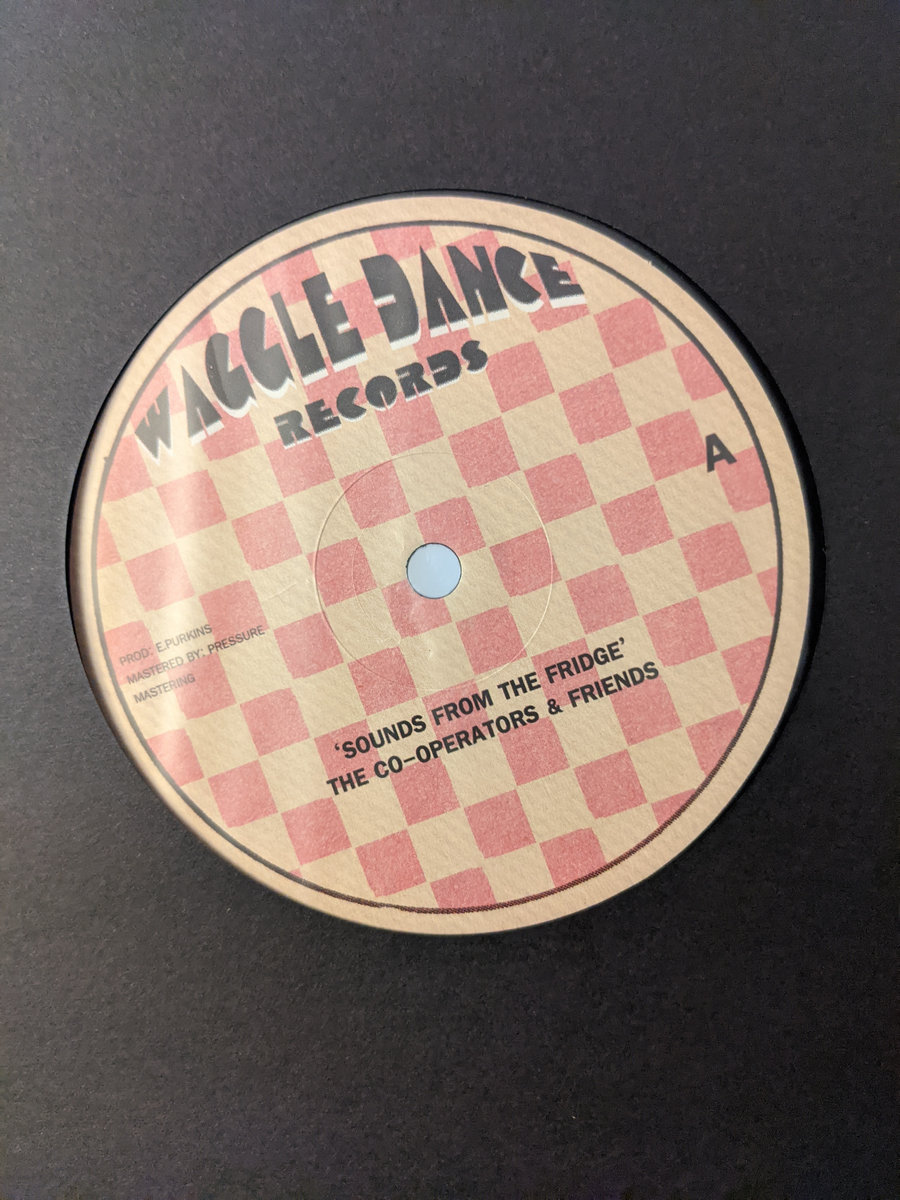 WAGGLE DANCE
RECORDS
A
PROD: E.PURKINS
MASTERED BY: PRESSURE
MASTERING
‘SOUNDS FROM THE FRIDGE’
THE CO-OPERATORS & FRIENDS